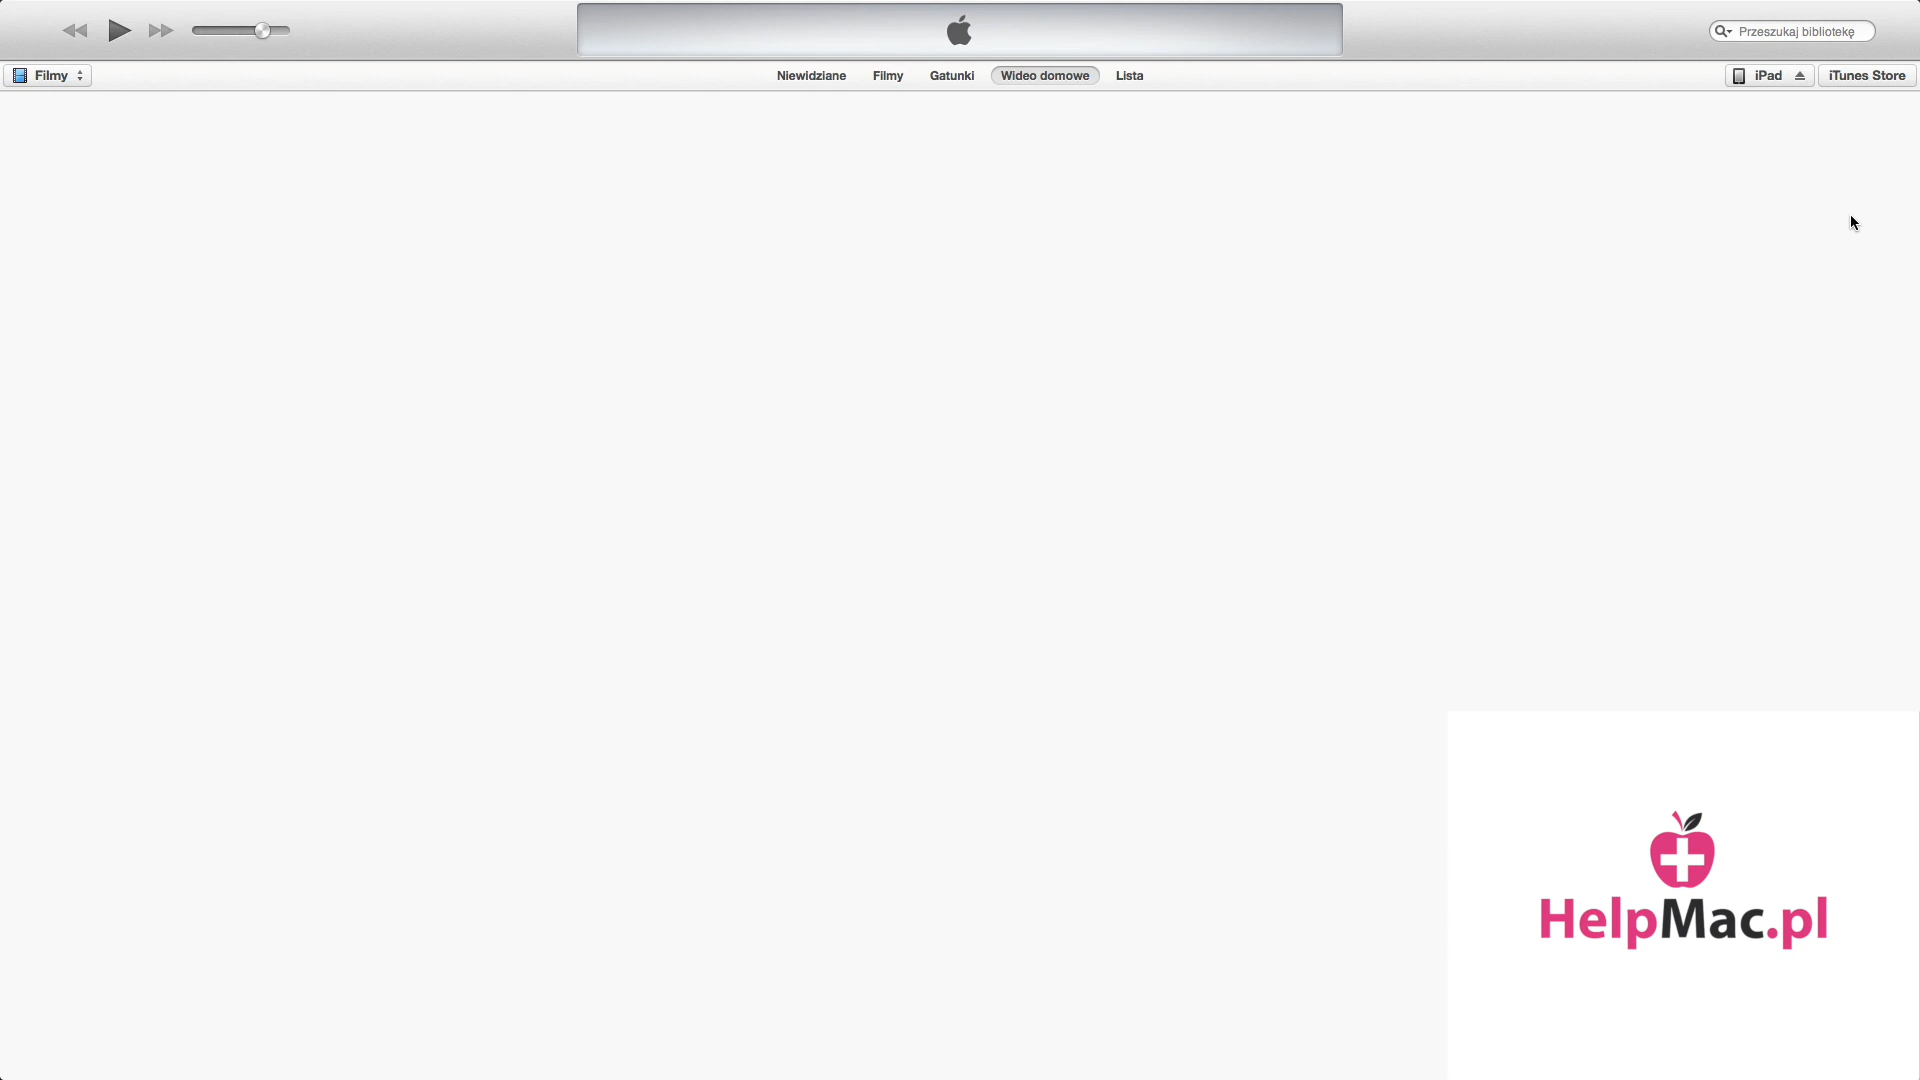 Przeszukaj bibliotekę
Filmy
Niewidziane Filmy Gatunki Wideo domowe Lista
iPad
iTunes Store
HelpMac.pl